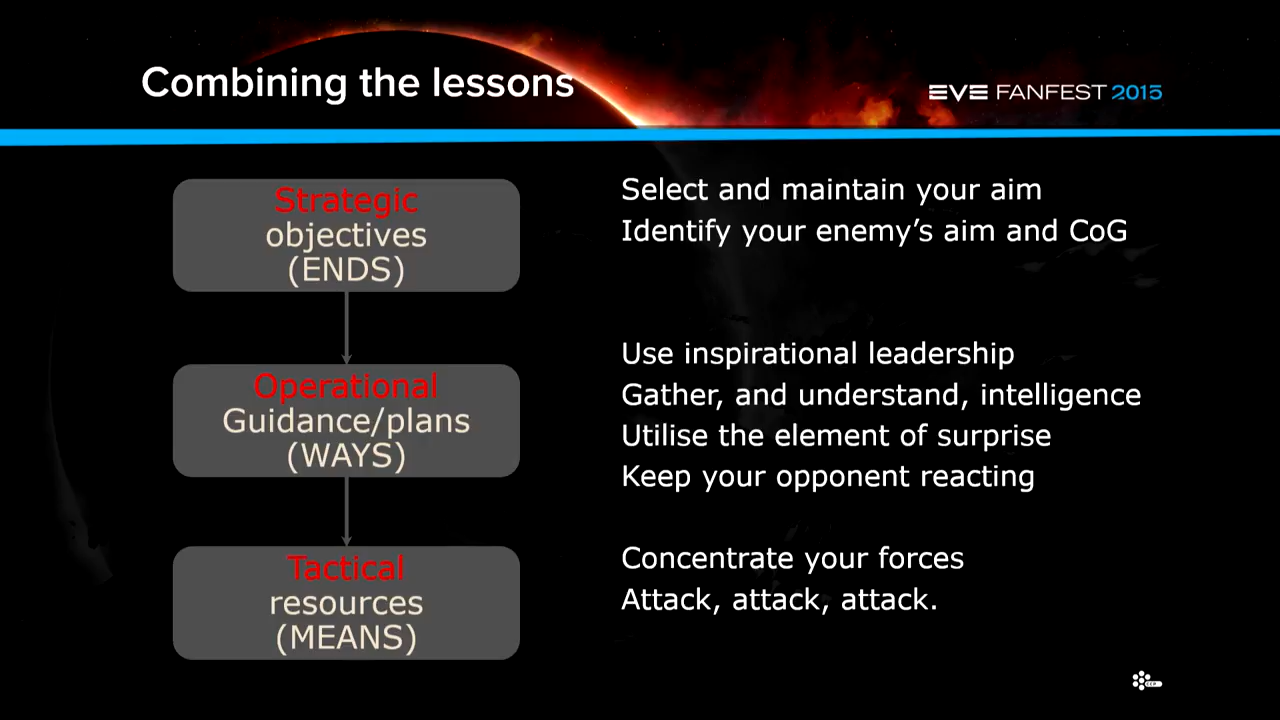 Combining the lessons
EVE FANFEST 2015
Strategic
objectives
(ENDS)
Select and maintain your aim
Identify your enemy’s aim and CoG
Operational
Guidance/plans
(WAYS)
Use inspirational leadership
Gather, and understand, intelligence
Utilise the element of surprise
Keep your opponent reacting
Tactical
resources
(MEANS)
Concentrate your forces
Attack, attack, attack.
CCP